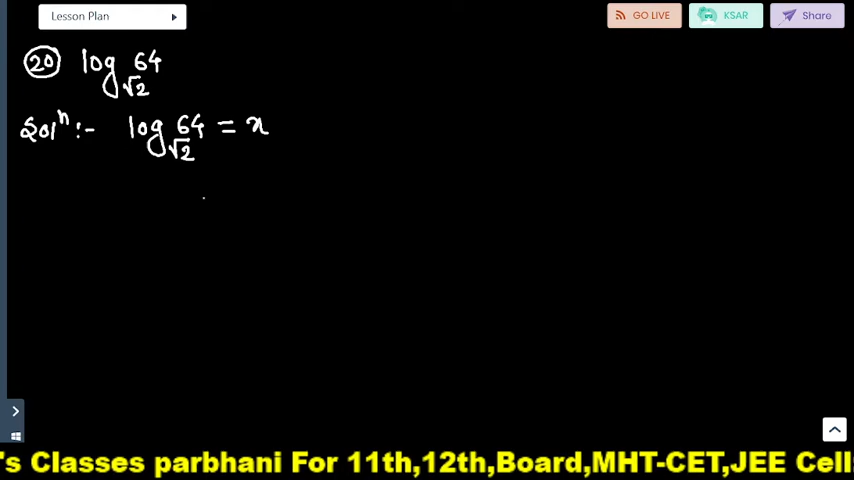 Lesson Plan
GO LIVE
KSAR
Share
20 log√2 64
Solⁿ :- log√2 64 = x
's Classes parbhani For 11th,12th,Board,MHT-CET,JEE Cell